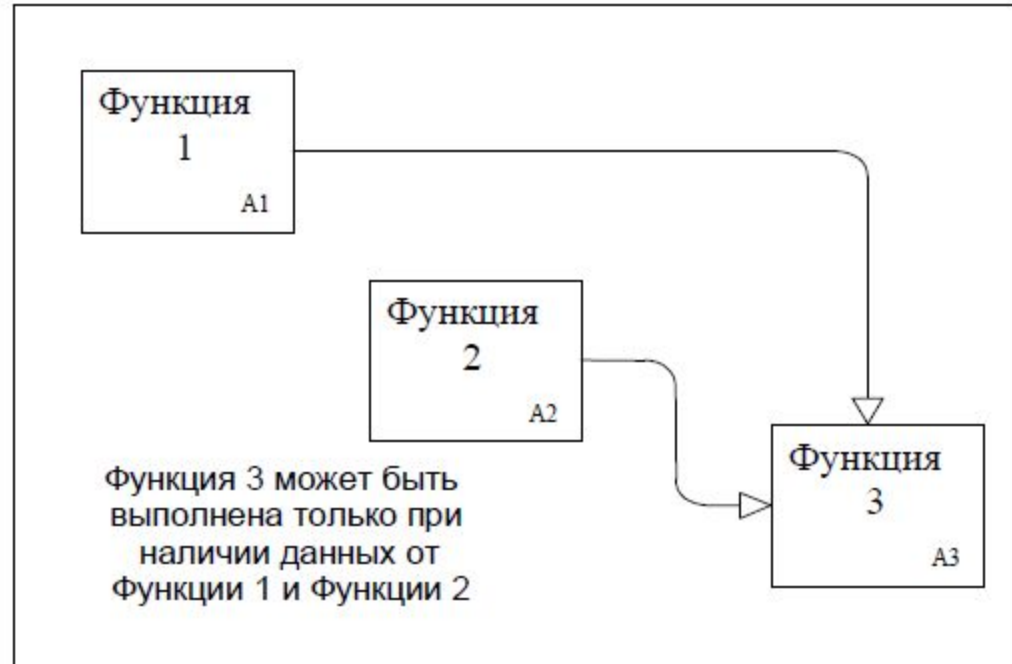 Функция
1
A1
Функция
2
A2
Функция
3
A3
Функция 3 может быть
выполнена только при
наличии данных от
Функции 1 и Функции 2